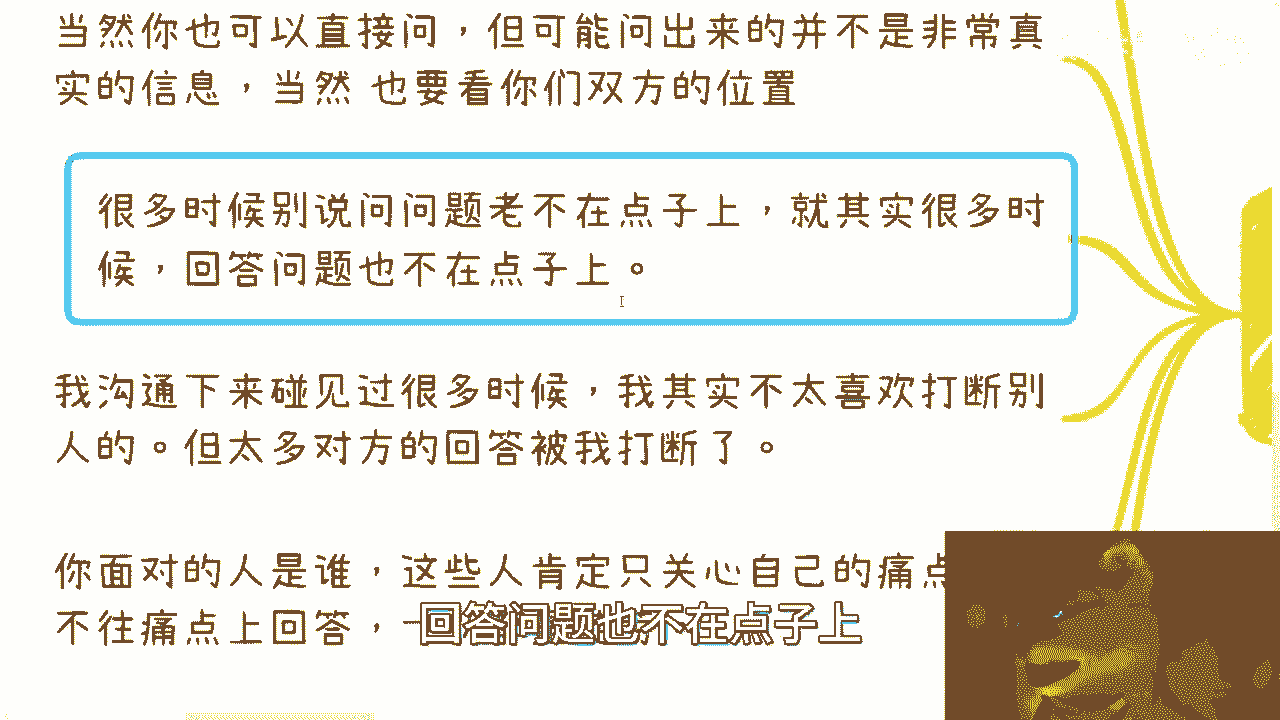 当然你也可以直接问，但可能问出来的并不是非常真
实的信息，当然 也要看你们双方的位置
很多时候别说问问题老不在点子上，就其实很多时
候，回答问题也不在点子上。
我沟通下来碰见过很多时候，我其实不太喜欢打断别
人的。但太多对方的回答被我打断了。
你面对的人是谁，这些人肯定只关心自己的痛点
不往痛点上回答，
回答问题也不在点子上